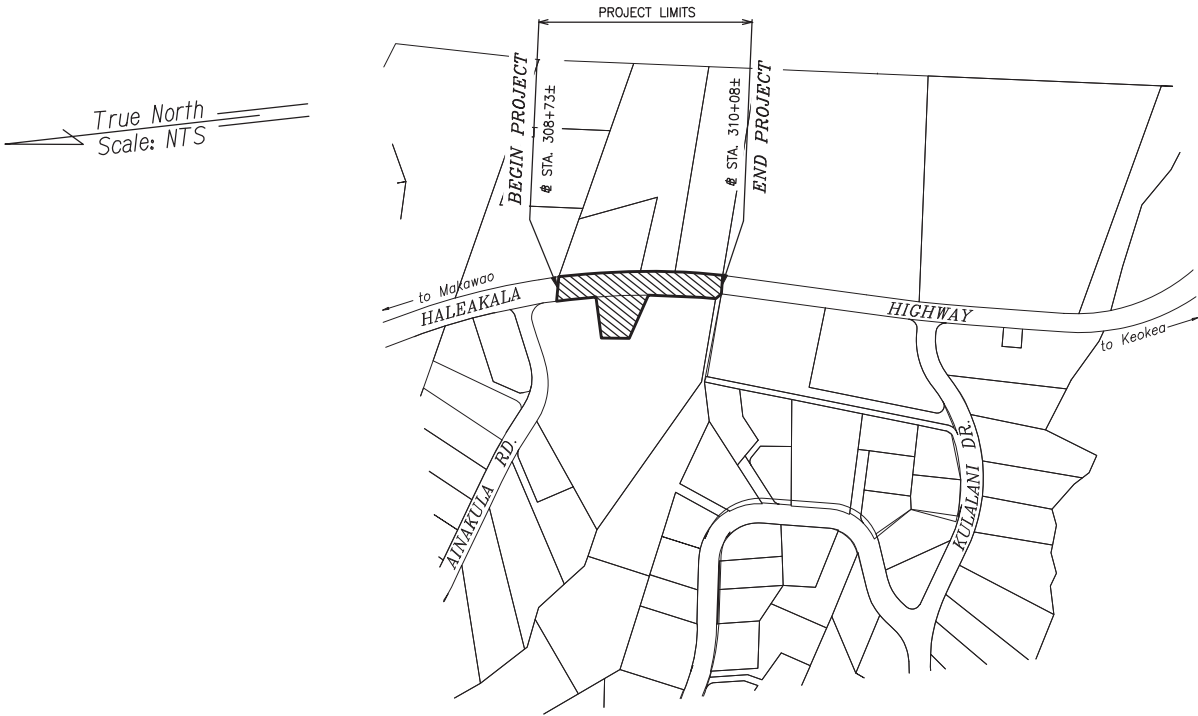 PROJECT LIMITS
BEGIN PROJECT
℄ STA. 308+73±
℄ STA. 310+08±
END PROJECT
True North
Scale: NTS
to Makawao
HALEAKALA
HIGHWAY
to Keokea
AINAKULA RD.
KULALANI DR.